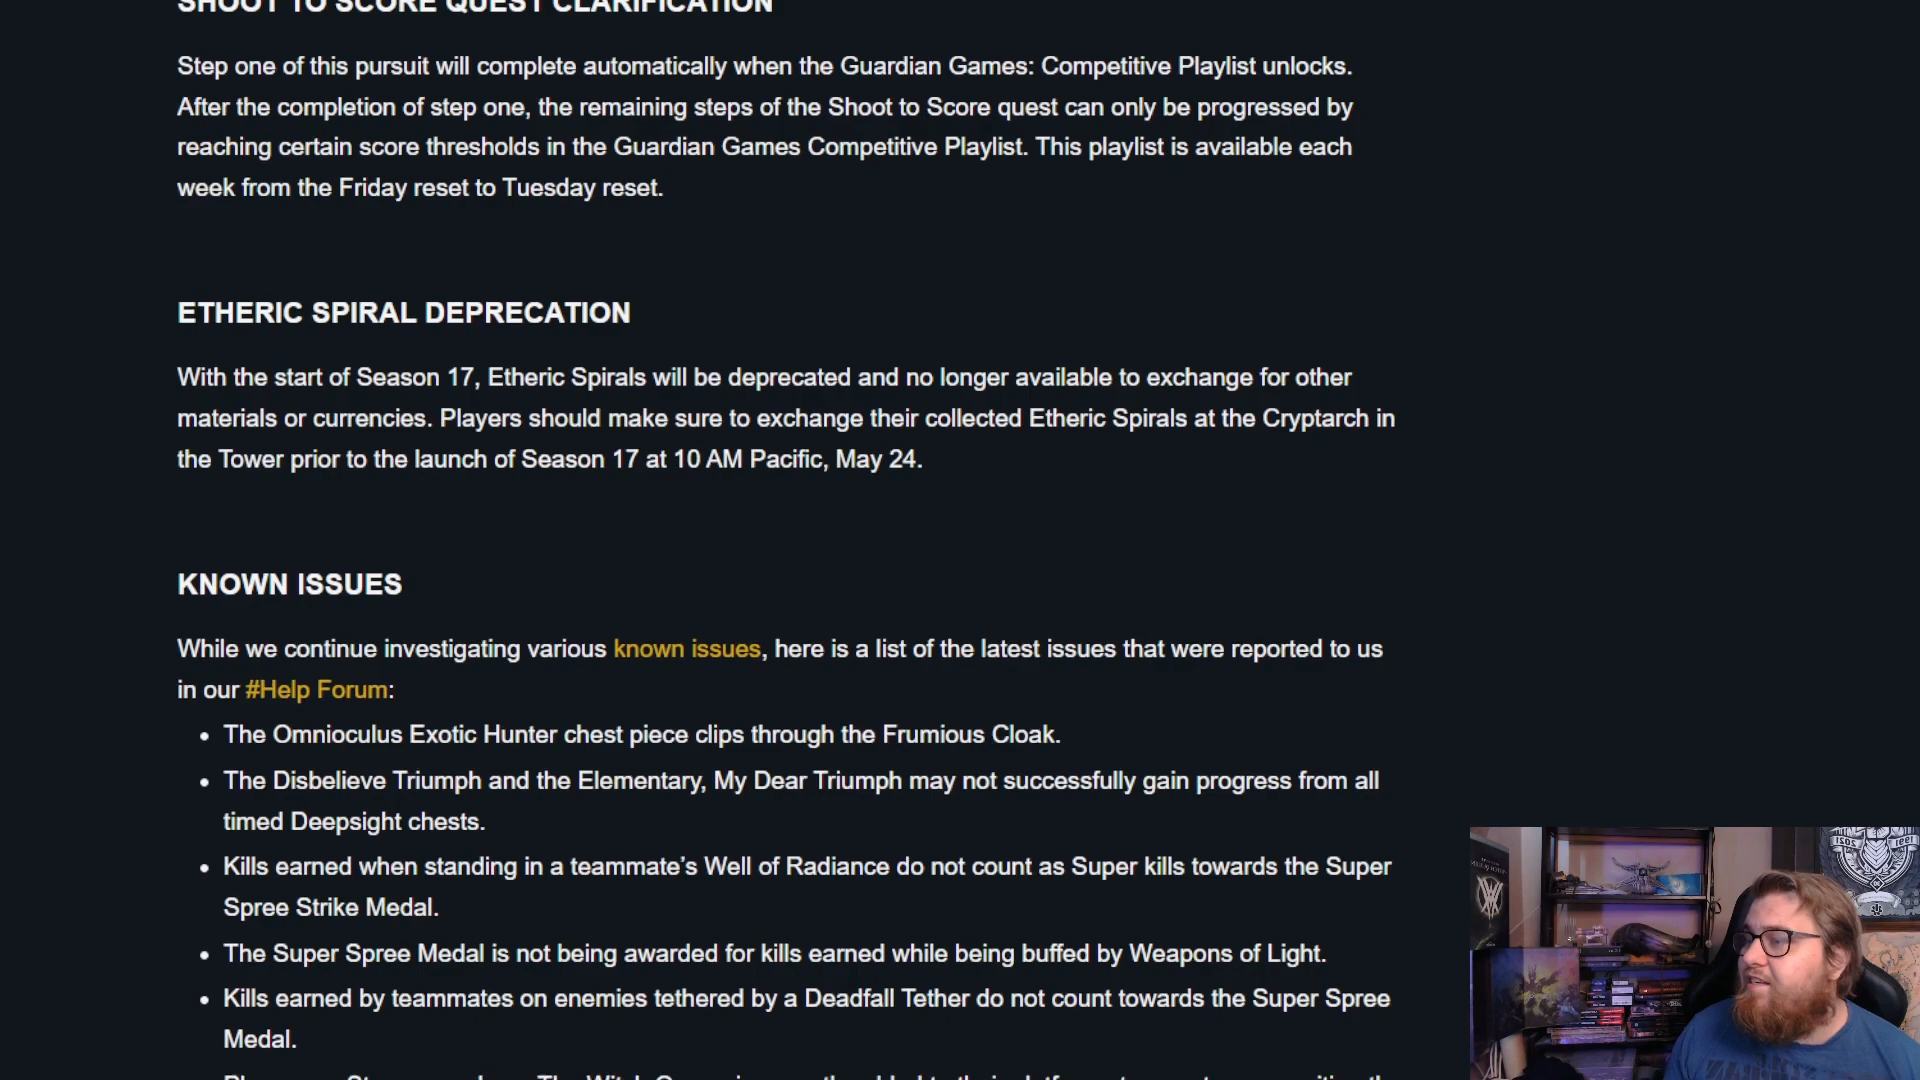 SHOOT TO SCORE QUEST CLARIFICATION
Step one of this pursuit will complete automatically when the Guardian Games: Competitive Playlist unlocks.
After the completion of step one, the remaining steps of the Shoot to Score quest can only be progressed by
reaching certain score thresholds in the Guardian Games Competitive Playlist. This playlist is available each
week from the Friday reset to Tuesday reset.
ETHERIC SPIRAL DEPRECATION
With the start of Season 17, Etheric Spirals will be deprecated and no longer available to exchange for other
materials or currencies. Players should make sure to exchange their collected Etheric Spirals at the Cryptarch in
the Tower prior to the launch of Season 17 at 10 AM Pacific, May 24.
KNOWN ISSUES
While we continue investigating various known issues, here is a list of the latest issues that were reported to us
in our #Help Forum:
• The Omnioculus Exotic Hunter chest piece clips through the Frumious Cloak.
• The Disbelieve Triumph and the Elementary, My Dear Triumph may not successfully gain progress from all
timed Deepsight chests.
• Kills earned when standing in a teammate’s Well of Radiance do not count as Super kills towards the Super
Spree Strike Medal.
• The Super Spree Medal is not being awarded for kills earned while being buffed by Weapons of Light.
• Kills earned by teammates on enemies tethered by a Deadfall Tether do not count towards the Super Spree
Medal.